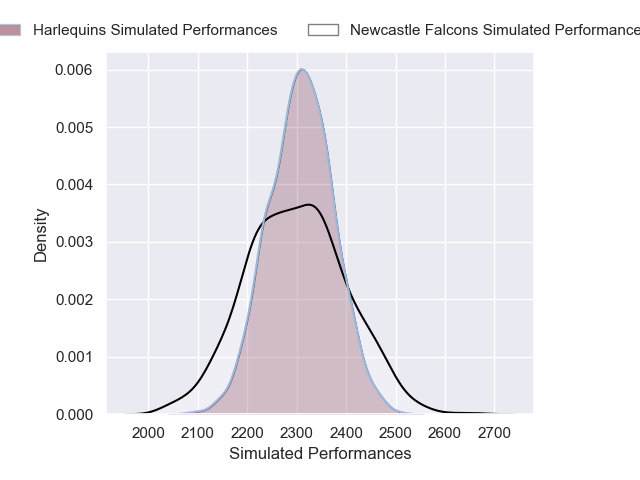 Harlequins Simulated Performances
Newcastle Falcons Simulated Performance
0.006
0.005
0.004
0.003
0.002
0.001
0.000
Density
2000 2100 2200 2300 2400 2500 2600 2700
Simulated Performances